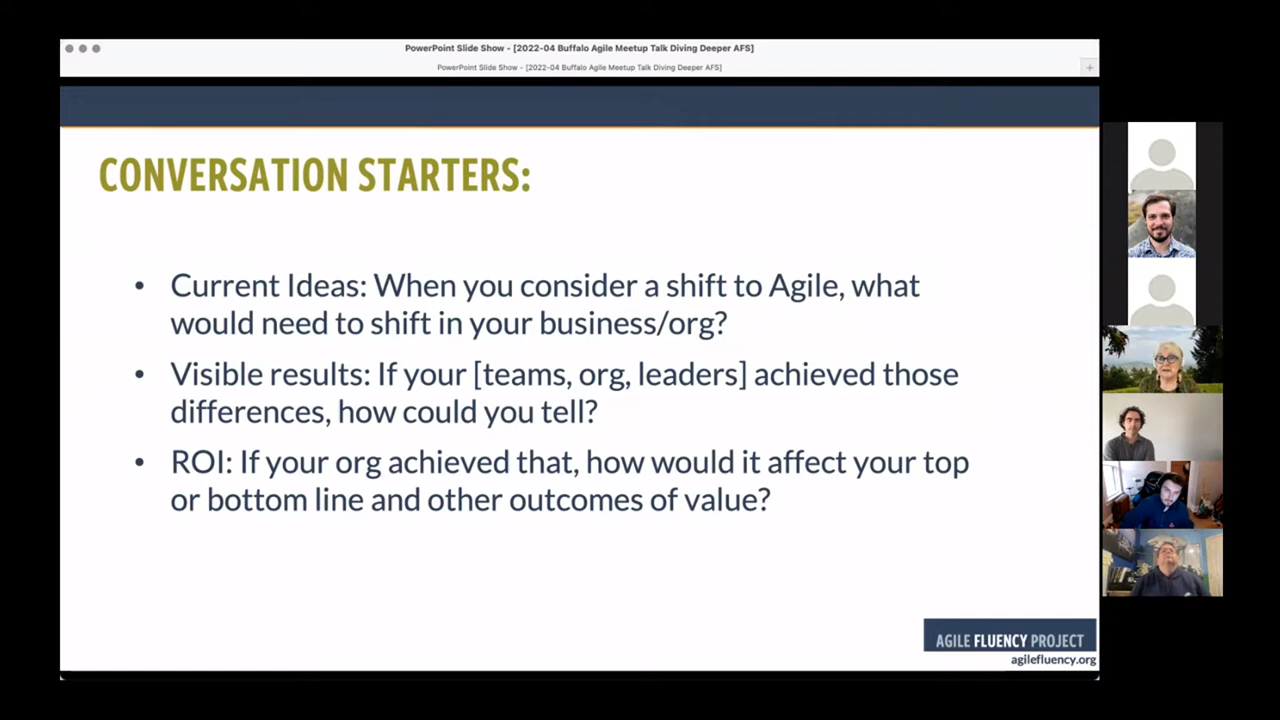 PowerPoint Slide Show - [2022-04 Buffalo Agile Meetup Talk Diving Deeper AFS]
PowerPoint Slide Show - [2022-04 Buffalo Agile Meetup Talk Diving Deeper AFS]
+
CONVERSATION STARTERS:
• Current Ideas: When you consider a shift to Agile, what
would need to shift in your business/org?
• Visible results: If your [teams, org, leaders] achieved those
differences, how could you tell?
• ROI: If your org achieved that, how would it affect your top
or bottom line and other outcomes of value?
AGILE FLUENCY PROJECT
agilefluency.org